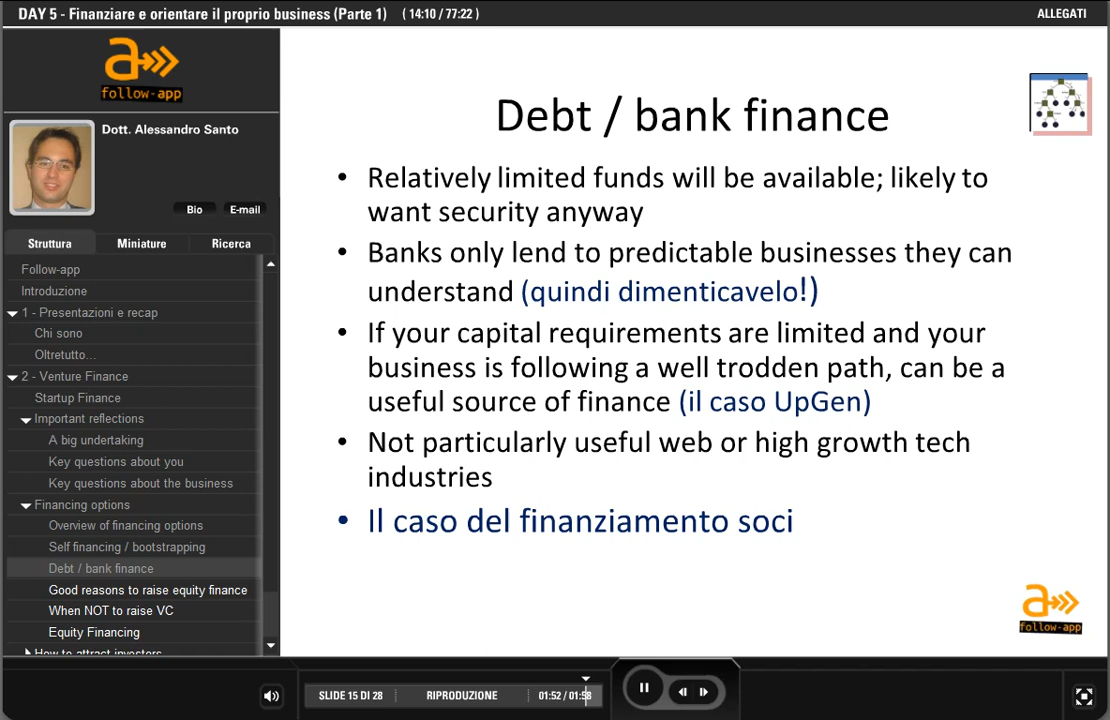 DAY 5 - Finanziare e orientare il proprio business (Parte 1) ( 14:10 / 77:22 )
ALLEGATI
a
follow-app
Dott. Alessandro Santo
Bio
E-mail
Struttura
Miniature
Ricerca
Follow-app
Introduzione
1 - Presentazioni e recap
Chi sono
Oltretutto...
2 - Venture Finance
Startup Finance
Important reflections
A big undertaking
Key questions about you
Key questions about the business
Financing options
Overview of financing options
Self financing / bootstrapping
Debt / bank finance
Good reasons to raise equity finance
When NOT to raise VC
Equity Financing
How to attract investors
Debt / bank finance
• Relatively limited funds will be available; likely to
want security anyway
• Banks only lend to predictable businesses they can
understand (quindi dimenticavelo!)
• If your capital requirements are limited and your
business is following a well trodden path, can be a
useful source of finance (il caso UpGen)
• Not particularly useful web or high growth tech
industries
• Il caso del finanziamento soci
a
follow-app
SLIDE 15 DI 28
RIPRODUZIONE
01:52 / 01:58